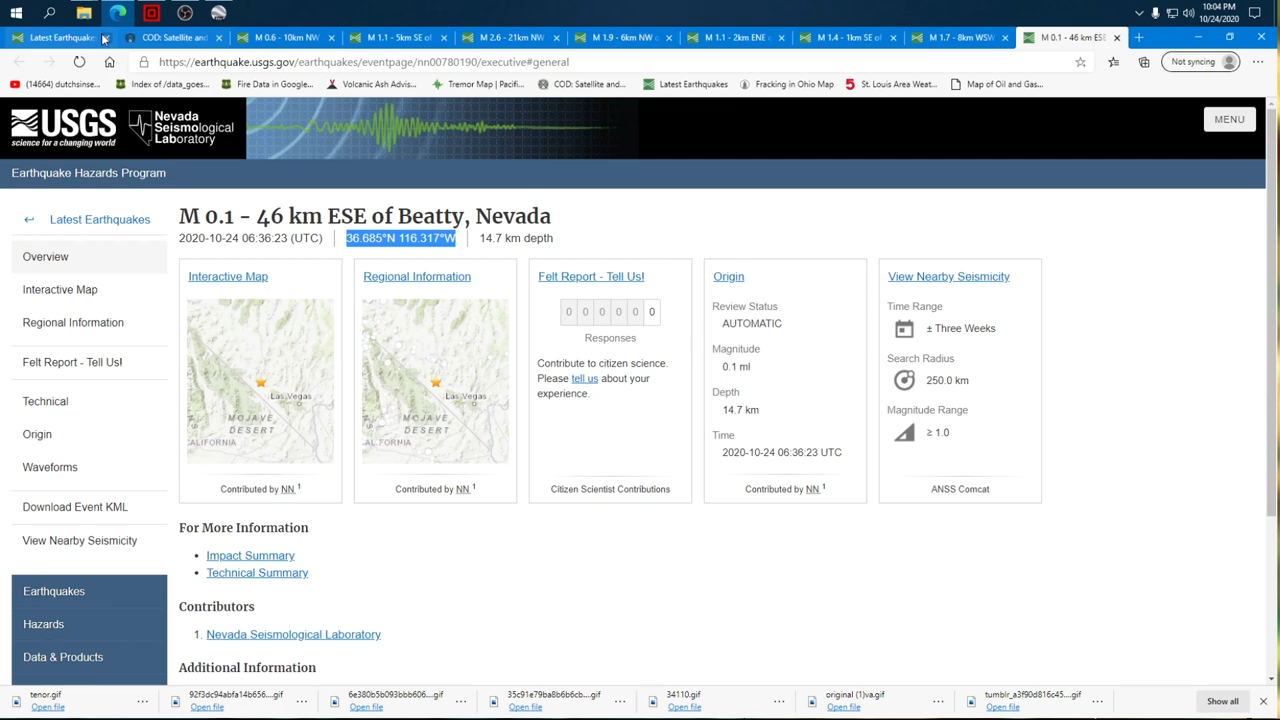 10:04 PM
10/24/2020
Latest Earthquake
COD: Satellite and
M 0.6 - 10km NW
M 1.1 - 5km SE of
M 2.6 - 21km NW
M 1.9 - 6km NW o
M 1.1 - 2km ENE
M 1.4 - 1km SE of
M 1.7 - 8km WSW
M 0.1 - 46 km ESE
https://earthquake.usgs.gov/earthquakes/eventpage/nn00780190/executive#general
Not syncing
(14664) dutchsinse...
Index of /data_goes...
Fire Data in Google...
Volcanic Ash Advis...
Tremor Map | Pacifi...
COD: Satellite and...
Latest Earthquakes
Fracking in Ohio Map
St. Louis Area Weat...
Map of Oil and Gas...
USGS
science for a changing world
Nevada
Seismological
Laboratory
MENU
Earthquake Hazards Program
Latest Earthquakes
Overview
Interactive Map
Regional Information
Felt Report - Tell Us!
Technical
Origin
Waveforms
Download Event KML
View Nearby Seismicity
Earthquakes
Hazards
Data & Products
M 0.1 - 46 km ESE of Beatty, Nevada
2020-10-24 06:36:23 (UTC)
36.685°N 116.317°W
14.7 km depth
Interactive Map
Las Vegas
MOJAVE
DESERT
CALIFORNIA
Contributed by NN 1
Regional Information
Las Vegas
MOJAVE
DESERT
CALIFORNIA
Contributed by NN 1
Felt Report - Tell Us!
0 0 0 0 0 0
Responses
Contribute to citizen science.
Please tell us about your
experience.
Citizen Scientist Contributions
Origin
Review Status
AUTOMATIC
Magnitude
0.1 ml
Depth
14.7 km
Time
2020-10-24 06:36:23 UTC
Contributed by NN 1
View Nearby Seismicity
Time Range
± Three Weeks
Search Radius
250.0 km
Magnitude Range
≥ 1.0
ANSS Comcat
For More Information
• Impact Summary
• Technical Summary
Contributors
1. Nevada Seismological Laboratory
Additional Information
tenor.gif
Open file
92f3dc94abfa14b656....gif
Open file
6e380b5b093bbb606....gif
Open file
35c91e79ba8b6b6cb....gif
Open file
34110.gif
Open file
original (1)va.gif
Open file
tumblr_a3f90d816c45....gif
Open file
Show all